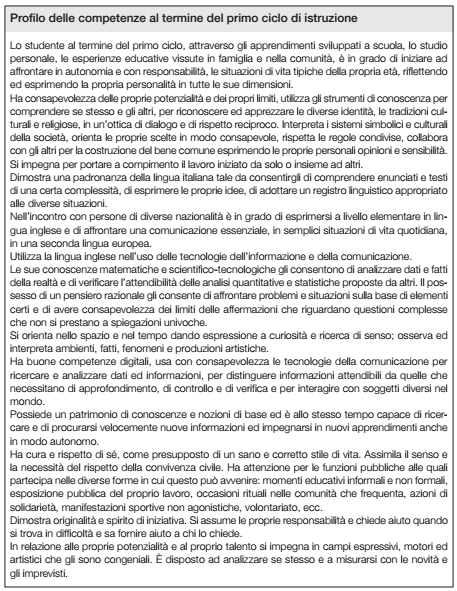 Profilo delle competenze al termine del primo ciclo di istruzione
Lo studente al termine del primo ciclo, attraverso gli apprendimenti sviluppati a scuola, lo studio
personale, le esperienze educative vissute in famiglia e nella comunità, è in grado di iniziare ad
affrontare in autonomia e con responsabilità, le situazioni di vita tipiche della propria età, riflettendo
ed esprimendo la propria personalità in tutte le sue dimensioni.
Ha consapevolezza delle proprie potenzialità e dei propri limiti, utilizza gli strumenti di conoscenza per
comprendere se stesso e gli altri, per riconoscere ed apprezzare le diverse identità, le tradizioni cul-
turali e religiose, in un'ottica di dialogo e di rispetto reciproco. Interpreta i sistemi simbolici e culturali
della società, orienta le proprie scelte in modo consapevole, rispetta le regole condivise, collabora
con gli altri per la costruzione del bene comune esprimendo le proprie personali opinioni e sensibilità.
Si impegna per portare a compimento il lavoro iniziato da solo o insieme ad altri.
Dimostra una padronanza della lingua italiana tale da consentirgli di comprendere enunciati e testi
di una certa complessità, di esprimere le proprie idee, di adottare un registro linguistico appropriato
alle diverse situazioni.
Nell'incontro con persone di diverse nazionalità è in grado di esprimersi a livello elementare in lin-
gua inglese e di affrontare una comunicazione essenziale, in semplici situazioni di vita quotidiana,
in una seconda lingua europea.
Utilizza la lingua inglese nell'uso delle tecnologie dell'informazione e della comunicazione.
Le sue conoscenze matematiche e scientifico-tecnologiche gli consentono di analizzare dati e fatti
della realtà e di verificare l'attendibilità delle analisi quantitative e statistiche proposte da altri. Il pos-
sesso di un pensiero razionale gli consente di affrontare problemi e situazioni sulla base di elementi
certi e di avere consapevolezza dei limiti delle affermazioni che riguardano questioni complesse
che non si prestano a spiegazioni univoche.
Si orienta nello spazio e nel tempo dando espressione a curiosità e ricerca di senso; osserva ed
interpreta ambienti, fatti, fenomeni e produzioni artistiche.
Ha buone competenze digitali, usa con consapevolezza le tecnologie della comunicazione per
ricercare e analizzare dati ed informazioni, per distinguere informazioni attendibili da quelle che
necessitano di approfondimento, di controllo e di verifica e per interagire con soggetti diversi nel
mondo.
Possiede un patrimonio di conoscenze e nozioni di base ed è allo stesso tempo capace di ricer-
care e di procurarsi velocemente nuove informazioni ed impegnarsi in nuovi apprendimenti anche
in modo autonomo.
Ha cura e rispetto di sé, come presupposto di un sano e corretto stile di vita. Assimila il senso e
la necessità del rispetto della convivenza civile. Ha attenzione per le funzioni pubbliche alle quali
partecipa nelle diverse forme in cui questo può avvenire: momenti educativi informali e non formali,
esposizione pubblica del proprio lavoro, occasioni rituali nelle comunità che frequenta, azioni di
solidarietà, manifestazioni sportive non agonistiche, volontariato, ecc.
Dimostra originalità e spirito di iniziativa. Si assume le proprie responsabilità e chiede aiuto quando
si trova in difficoltà e sa fornire aiuto a chi lo chiede.
In relazione alle proprie potenzialità e al proprio talento si impegna in campi espressivi, motori ed
artistici che gli sono congeniali. È disposto ad analizzare se stesso e a misurarsi con le novità e
gli imprevisti.